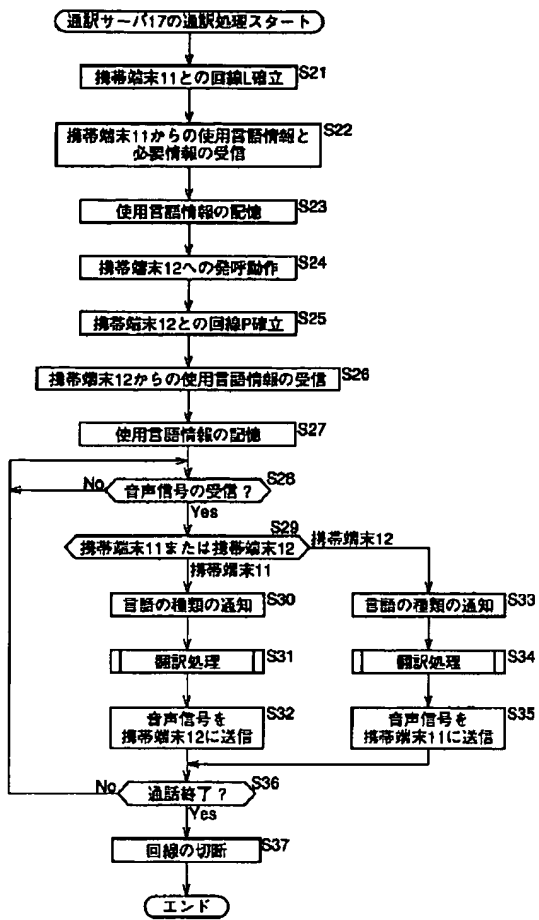 通訳サーバ17の通訳処理スタート
携帯端末11との回線L確立
S21
携帯端末11からの使用言語情報と
必要情報の受信
S22
使用言語情報の記憶
S23
携帯端末12への発呼動作
S24
携帯端末12との回線P確立
S25
携帯端末12からの使用言語情報の受信
S26
使用言語情報の記憶
S27
音声信号の受信？
S28
No
Yes
携帯端末11または携帯端末12
S29
携帯端末12
携帯端末11
言語の種類の通知
S30
言語の種類の通知
S33
翻訳処理
S31
翻訳処理
S34
音声信号を
携帯端末12に送信
S32
音声信号を
携帯端末11に送信
S35
通話終了？
S36
No
Yes
回線の切断
S37
エンド